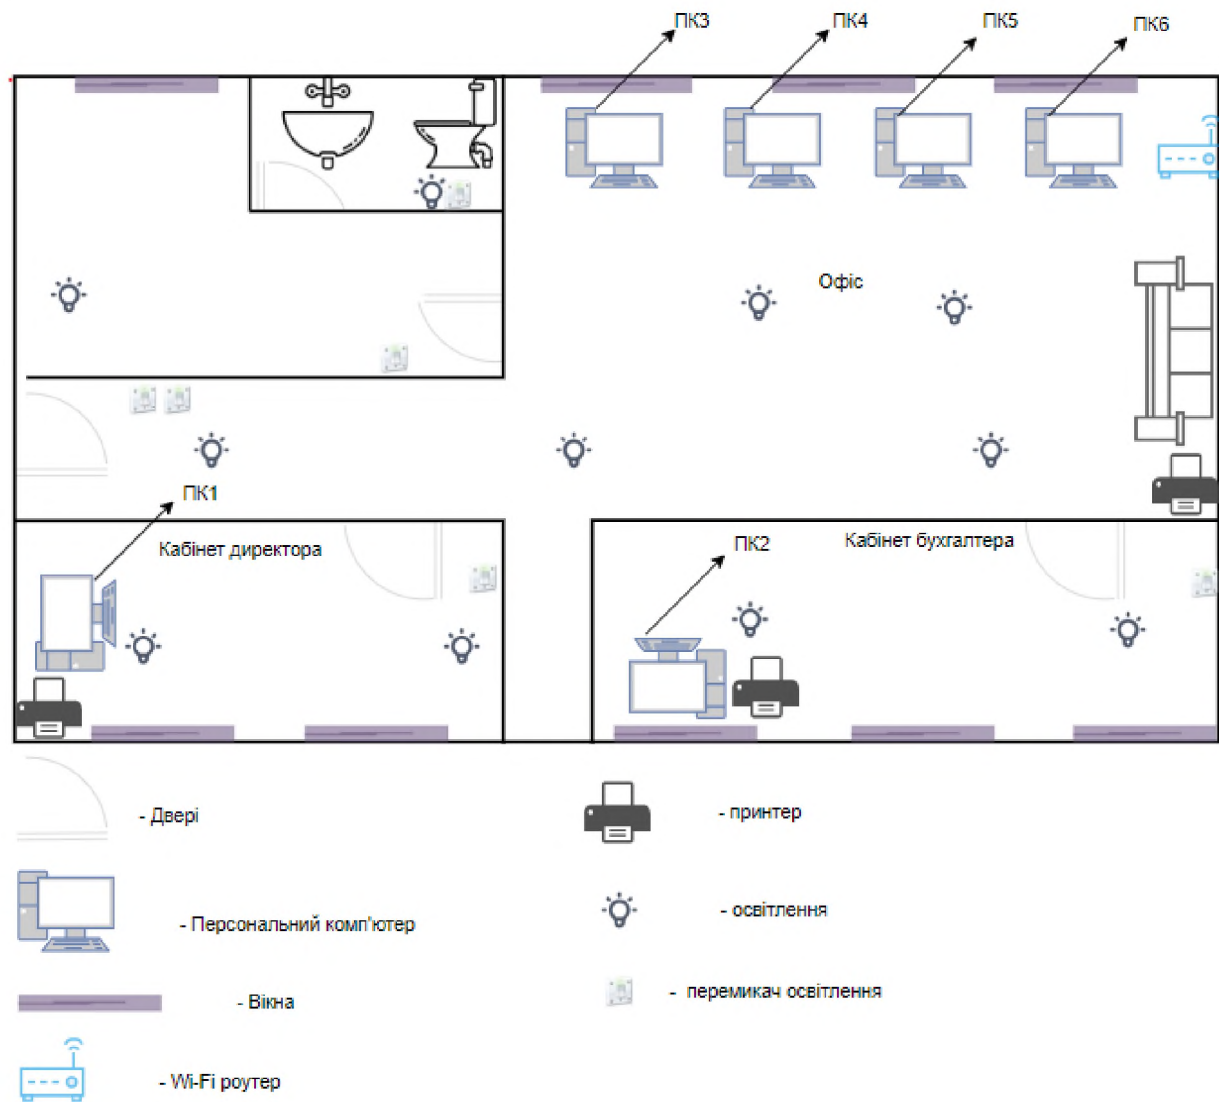 ПК3
ПК4
ПК5
ПК6
Офіс
ПК1
Кабінет директора
ПК2
Кабінет бухгалтера
- Двері
- принтер
- Персональний комп'ютер
- освітлення
- Вікна
- перемикач освітлення
- Wi-Fi роутер